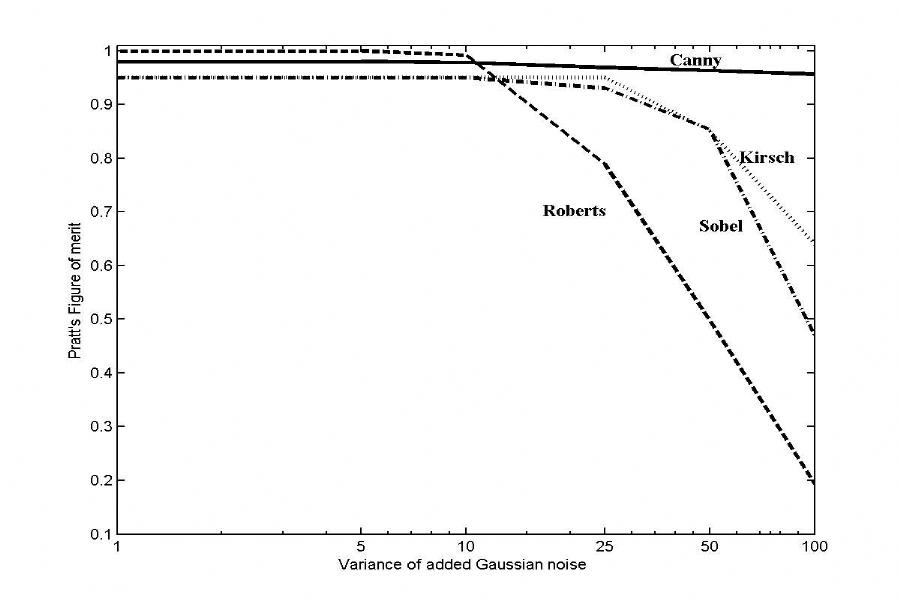 1
0.9
0.8
0.7
0.6
0.5
0.4
0.3
0.2
0.1
Pratt's Figure of merit
Canny
Kirsch
Roberts
Sobel
1 5 10 25 50 100
Variance of added Gaussian noise